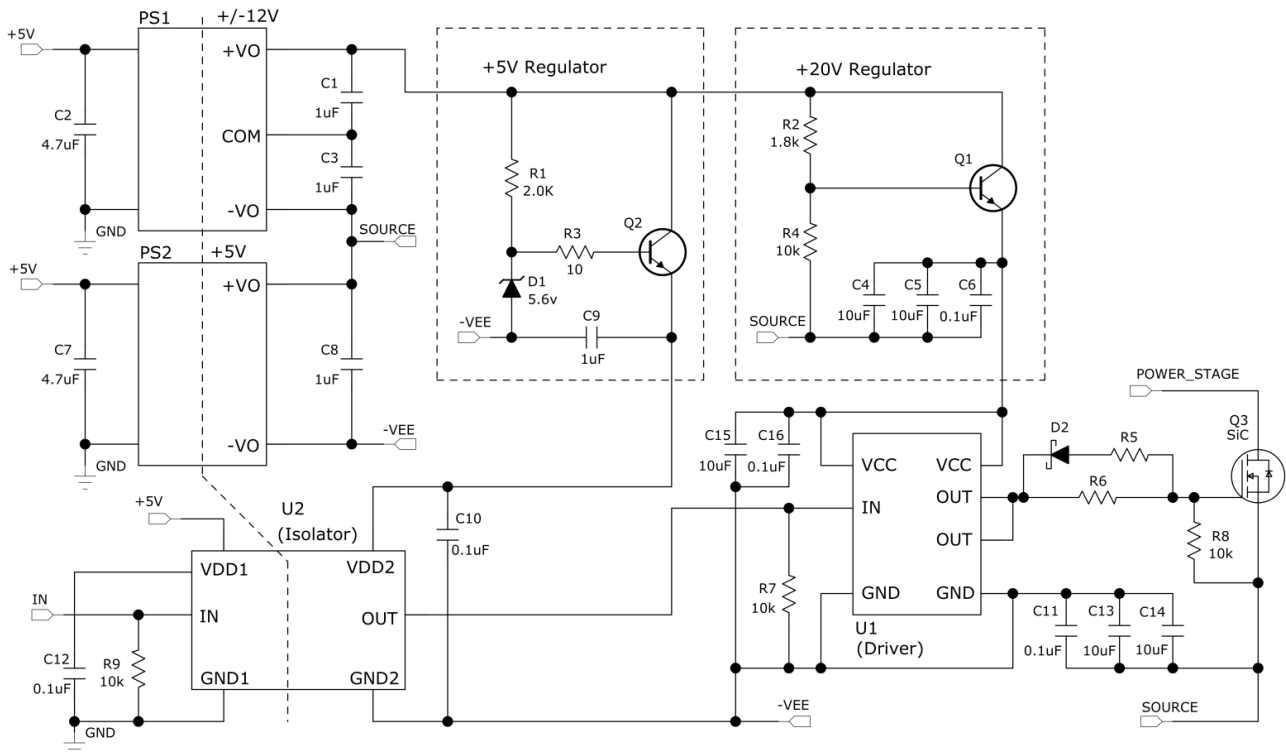 PS1
+/-12V
+5V
+VO
C1
1uF
C2
4.7uF
COM
C3
1uF
-VO
GND
SOURCE
PS2
+5V
+5V
+VO
C7
4.7uF
C8
1uF
-VO
GND
-VEE
+5V Regulator
R1
2.0K
Q2
R3
10
D1
5.6v
-VEE
C9
1uF
+20V Regulator
R2
1.8k
Q1
R4
10k
C4
10uF
C5
10uF
C6
0.1uF
SOURCE
POWER_STAGE
Q3
SiC
C15
10uF
C16
0.1uF
D2
R5
R6
VCC
VCC
OUT
IN
OUT
GND
GND
U1
(Driver)
R8
10k
R7
10k
C11
0.1uF
C13
10uF
C14
10uF
SOURCE
-VEE
+5V
U2
(Isolator)
C10
0.1uF
VDD1
VDD2
IN
IN
OUT
C12
0.1uF
R9
10k
GND1
GND2
GND